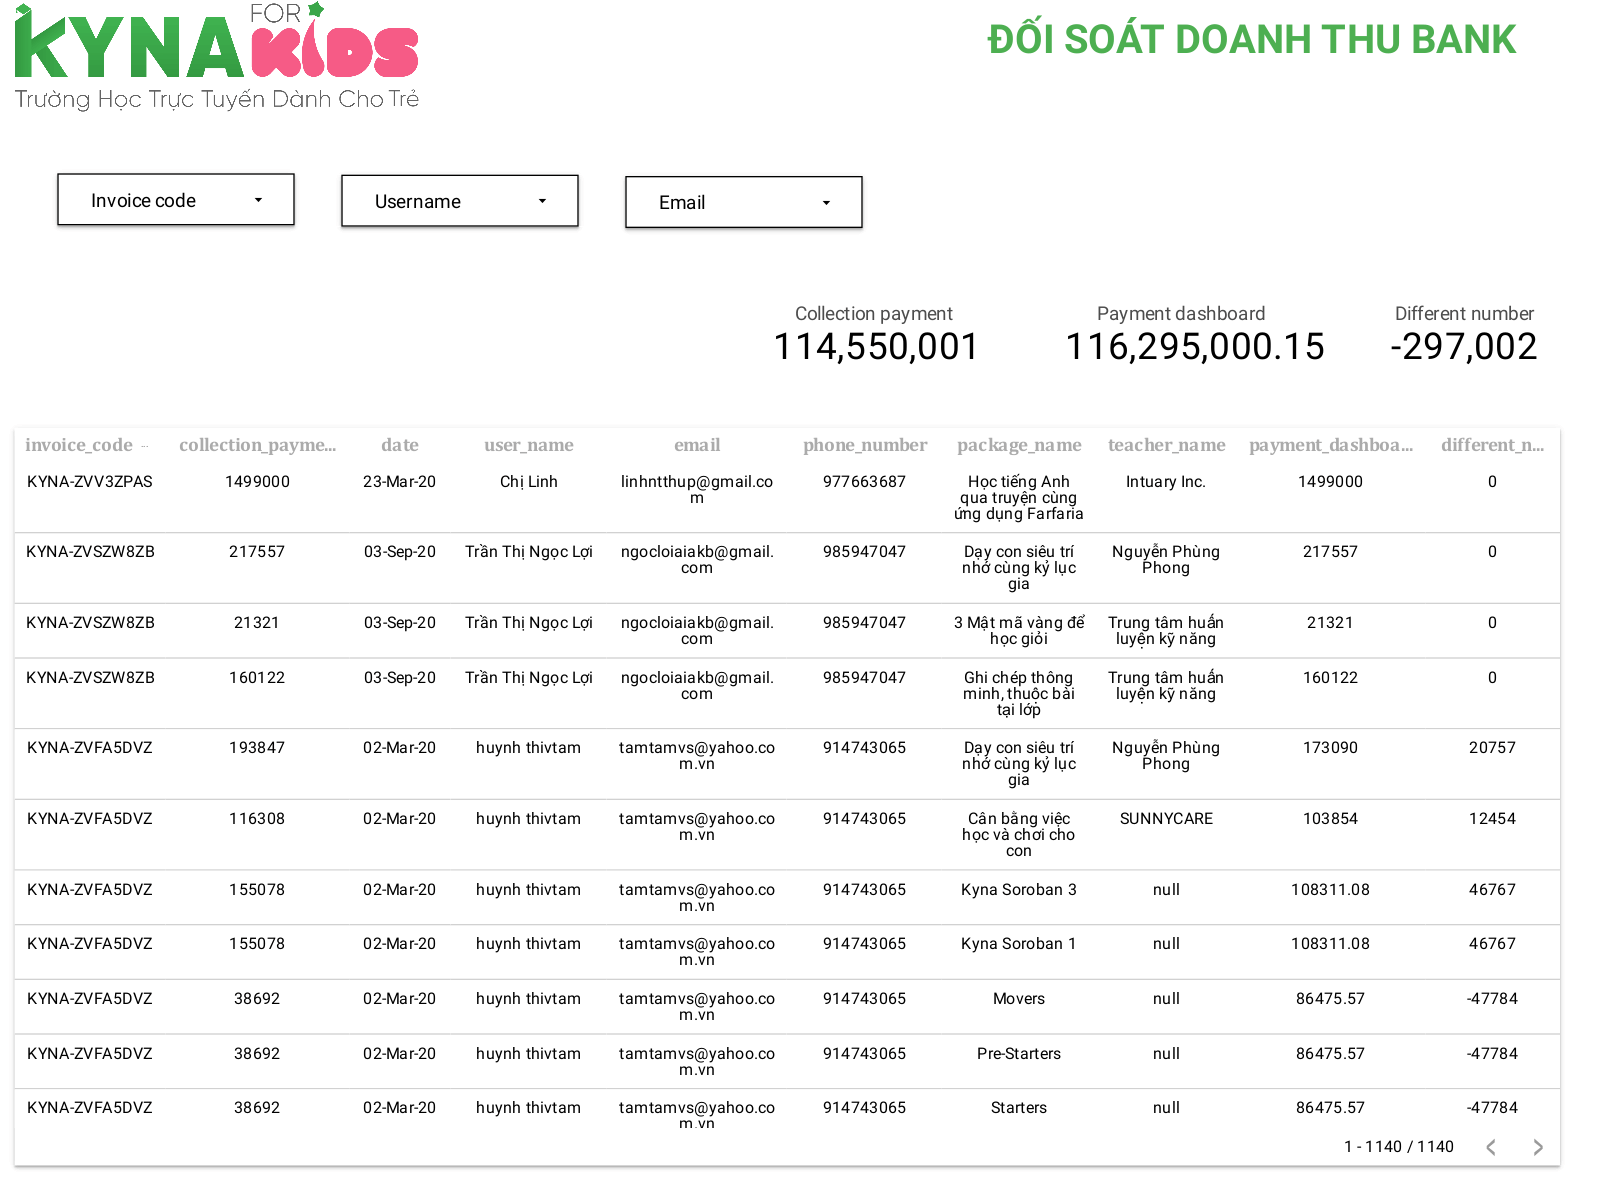 FOR
KYNA KIDS
Trường Học Trực Tuyến Dành Cho Trẻ
ĐỐI SOÁT DOANH THU BANK
Invoice code
Username
Email
Collection payment
114,550,001
Payment dashboard
116,295,000.15
Different number
-297,002
invoice_code collection_payme... date user_name email phone_number package_name teacher_name payment_dashboa... different_n...
KYNA-ZVV3ZPAS 1499000 23-Mar-20 Chị Linh linhntthup@gmail.co 977663687 Học tiếng Anh Intuary Inc. 1499000 0
m qua truyện cùng
ứng dụng Farfaria
KYNA-ZVSZW8ZB 217557 03-Sep-20 Trần Thị Ngọc Lợi ngocloiaiakb@gmail. 985947047 Dạy con siêu trí Nguyễn Phùng 217557 0
com nhớ cùng kỷ lục Phong
gia
KYNA-ZVSZW8ZB 21321 03-Sep-20 Trần Thị Ngọc Lợi ngocloiaiakb@gmail. 985947047 3 Mật mã vàng để Trung tâm huấn 21321 0
com học giỏi luyện kỹ năng
KYNA-ZVSZW8ZB 160122 03-Sep-20 Trần Thị Ngọc Lợi ngocloiaiakb@gmail. 985947047 Ghi chép thông Trung tâm huấn 160122 0
com minh, thuộc bài luyện kỹ năng
tại lớp
KYNA-ZVFA5DVZ 193847 02-Mar-20 huynh thivtam tamtamvs@yahoo.co 914743065 Dạy con siêu trí Nguyễn Phùng 173090 20757
m.vn nhớ cùng kỷ lục Phong
gia
KYNA-ZVFA5DVZ 116308 02-Mar-20 huynh thivtam tamtamvs@yahoo.co 914743065 Cân bằng việc SUNNYCARE 103854 12454
m.vn học và chơi cho
con
KYNA-ZVFA5DVZ 155078 02-Mar-20 huynh thivtam tamtamvs@yahoo.co 914743065 Kyna Soroban 3 null 108311.08 46767
m.vn
KYNA-ZVFA5DVZ 155078 02-Mar-20 huynh thivtam tamtamvs@yahoo.co 914743065 Kyna Soroban 1 null 108311.08 46767
m.vn
KYNA-ZVFA5DVZ 38692 02-Mar-20 huynh thivtam tamtamvs@yahoo.co 914743065 Movers null 86475.57 -47784
m.vn
KYNA-ZVFA5DVZ 38692 02-Mar-20 huynh thivtam tamtamvs@yahoo.co 914743065 Pre-Starters null 86475.57 -47784
m.vn
KYNA-ZVFA5DVZ 38692 02-Mar-20 huynh thivtam tamtamvs@yahoo.co 914743065 Starters null 86475.57 -47784
m.vn
1 - 1140 / 1140